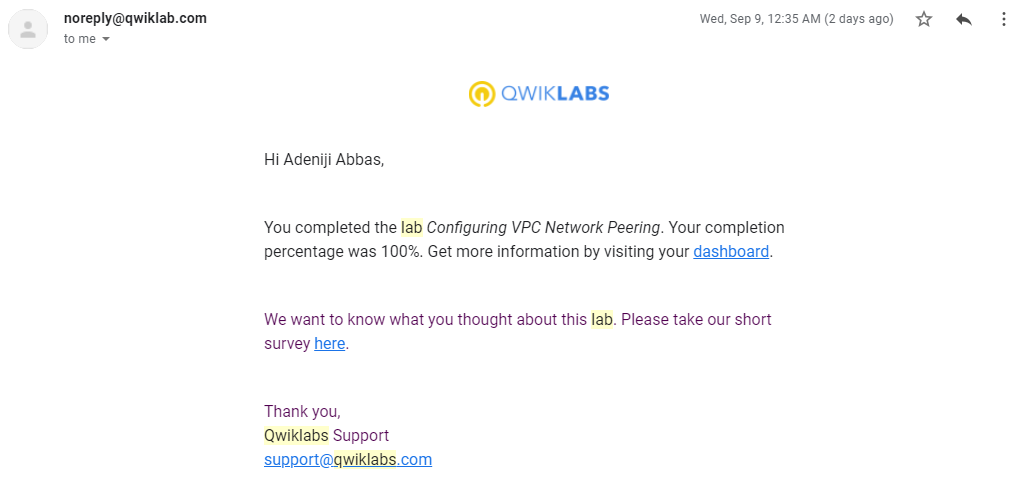 noreply@qwiklab.com
Wed, Sep 9, 12:35 AM (2 days ago)
to me
QWIKLABS
Hi Adeniji Abbas,
You completed the lab Configuring VPC Network Peering. Your completion
percentage was 100%. Get more information by visiting your dashboard.
We want to know what you thought about this lab. Please take our short
survey here.
Thank you,
Qwiklabs Support
support@qwiklabs.com